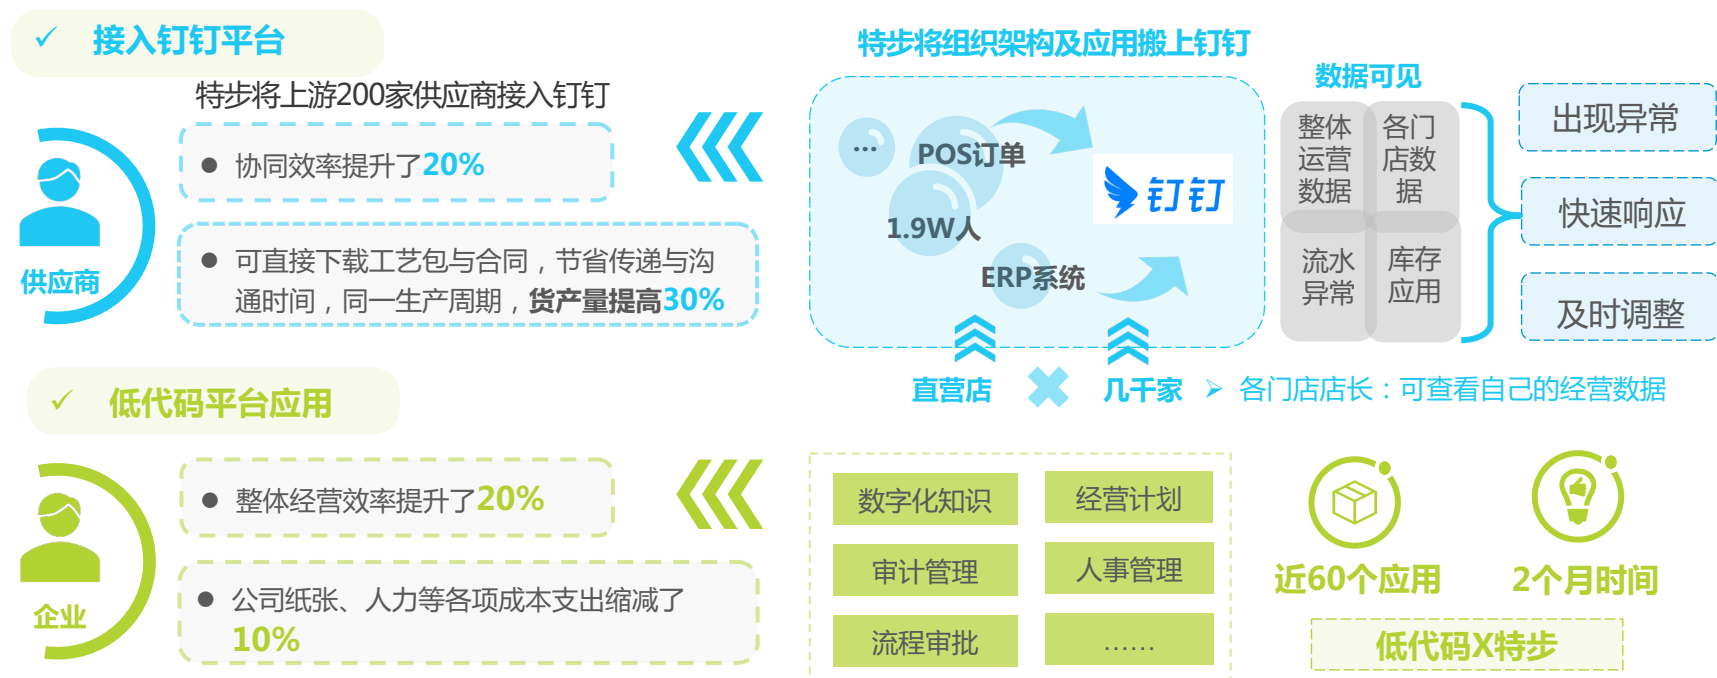 接入钉钉平台
特步将上游200家供应商接入钉钉
协同效率提升了20%
可直接下载工艺包与合同，节省传递与沟
通时间，同一生产周期，货产量提高30%
供应商
特步将组织架构及应用搬上钉钉
...
POS订单
1.9W人
ERP系统
钉钉
直营店
几千家
数据可见
整体
运营
数据
各门
店数
据
流水
异常
库存
应用
出现异常
快速响应
及时调整
各门店店长：可查看自己的经营数据
低代码平台应用
整体经营效率提升了20%
公司纸张、人力等各项成本支出缩减了
10%
企业
数字化知识
经营计划
审计管理
人事管理
流程审批
……
近60个应用
2个月时间
低代码X特步